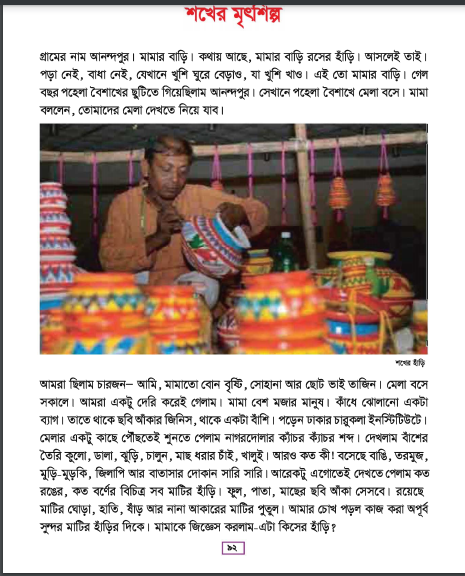 শখের মৃৎশিল্প
গ্রামের নাম আনন্দপুর। মামার বাড়ি। কথায় আছে, মামার বাড়ি রসের হাঁড়ি। আসলেই তাই।
পড়া নেই, বাধা নেই, যেখানে খুশি ঘুরে বেড়াও, যা খুশি খাও। এই তো মামার বাড়ি। গেল
বছর পহেলা বৈশাখের ছুটিতে গিয়েছিলাম আনন্দপুর। সেখানে পহেলা বৈশাখে মেলা বসে। মামা
বললেন, তোমাদের মেলা দেখতে নিয়ে যাব।
শখের হাঁড়ি
আমরা ছিলাম চারজন– আমি, মামাতো বোন বৃষ্টি, সোহানা আর ছোট ভাই তাজিন। মেলা বসে
সকালে। আমরা একটু দেরি করেই গেলাম। মামা বেশ মজার মানুষ। কাঁধে ঝোলানো একটা
ব্যাগ। তাতে থাকে ছবি আঁকার জিনিস, থাকে একটা বাঁশি। পড়েন ঢাকার চারুকলা ইনস্টিটিউটে।
মেলার একটু কাছে পৌঁছতেই শুনতে পেলাম নাগরদোলার ক্যাঁচর ক্যাঁচর শব্দ। দেখলাম বাঁশের
তৈরি কুলো, ডালা, ঝুড়ি, চালুন, মাছ ধরার চাঁই, খালুই। আরও কত কী! বসেছে বাঙি, তরমুজ,
মুড়ি-মুড়কি, জিলাপি আর বাতাসার দোকান সারি সারি। আরেকটু এগোতেই দেখতে পেলাম কত
রঙের, কত বর্ণের বিচিত্র সব মাটির হাঁড়ি। ফুল, পাতা, মাছের ছবি আঁকা সেসবে। রয়েছে
মাটির ঘোড়া, হাতি, ষাঁড় আর নানা আকারের মাটির পুতুল। আমার চোখ পড়ল কাজ করা অপূর্ব
সুন্দর মাটির হাঁড়ির দিকে। মামাকে জিজ্ঞেস করলাম-এটা কিসের হাঁড়ি?
৯২